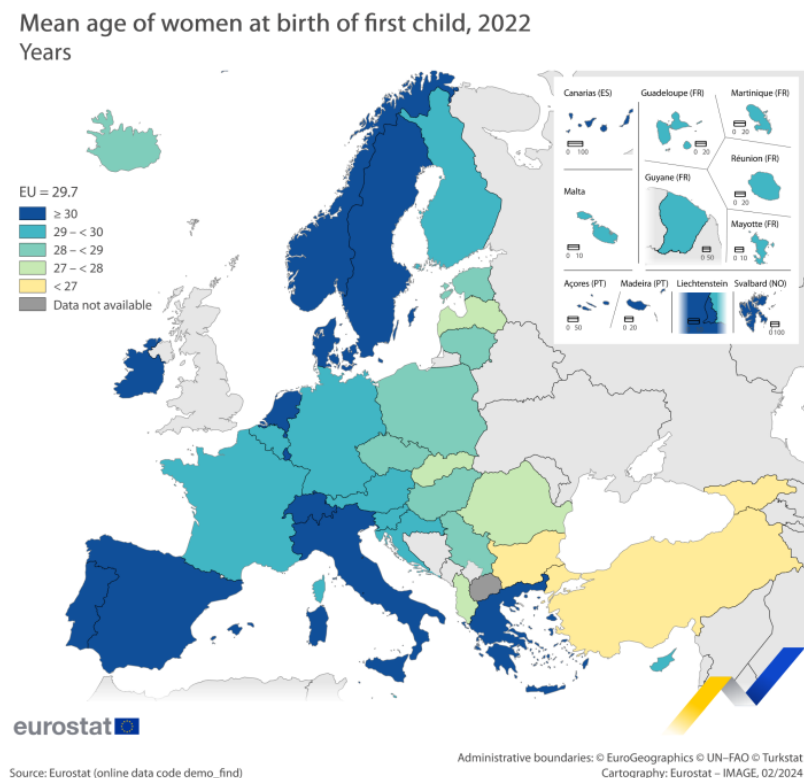 Mean age of women at birth of first child, 2022
Years
EU = 29.7
≥ 30
29 – < 30
28 – < 29
27 – < 28
< 27
Data not available
Canarias (ES)
0 100
Guadeloupe (FR)
0 20
Martinique (FR)
0 20
Réunion (FR)
0 20
Guyane (FR)
0 50
Malta
0 10
Mayotte (FR)
0 10
Açores (PT)
0 50
Madeira (PT)
0 20
Liechtenstein
Svalbard (NO)
0 100
eurostat
Administrative boundaries: © EuroGeographics © UN–FAO © Turkstat
Source: Eurostat (online data code demo_find)
Cartography: Eurostat – IMAGE, 02/2024